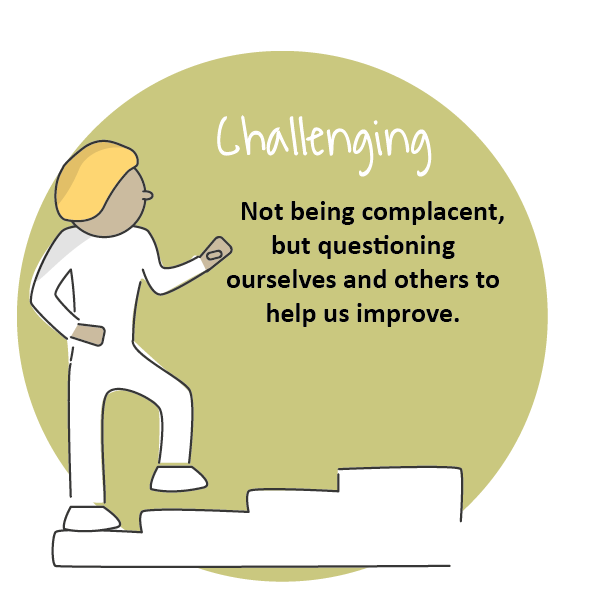 Challenging
Not being complacent,
but questioning
ourselves and others to
help us improve.